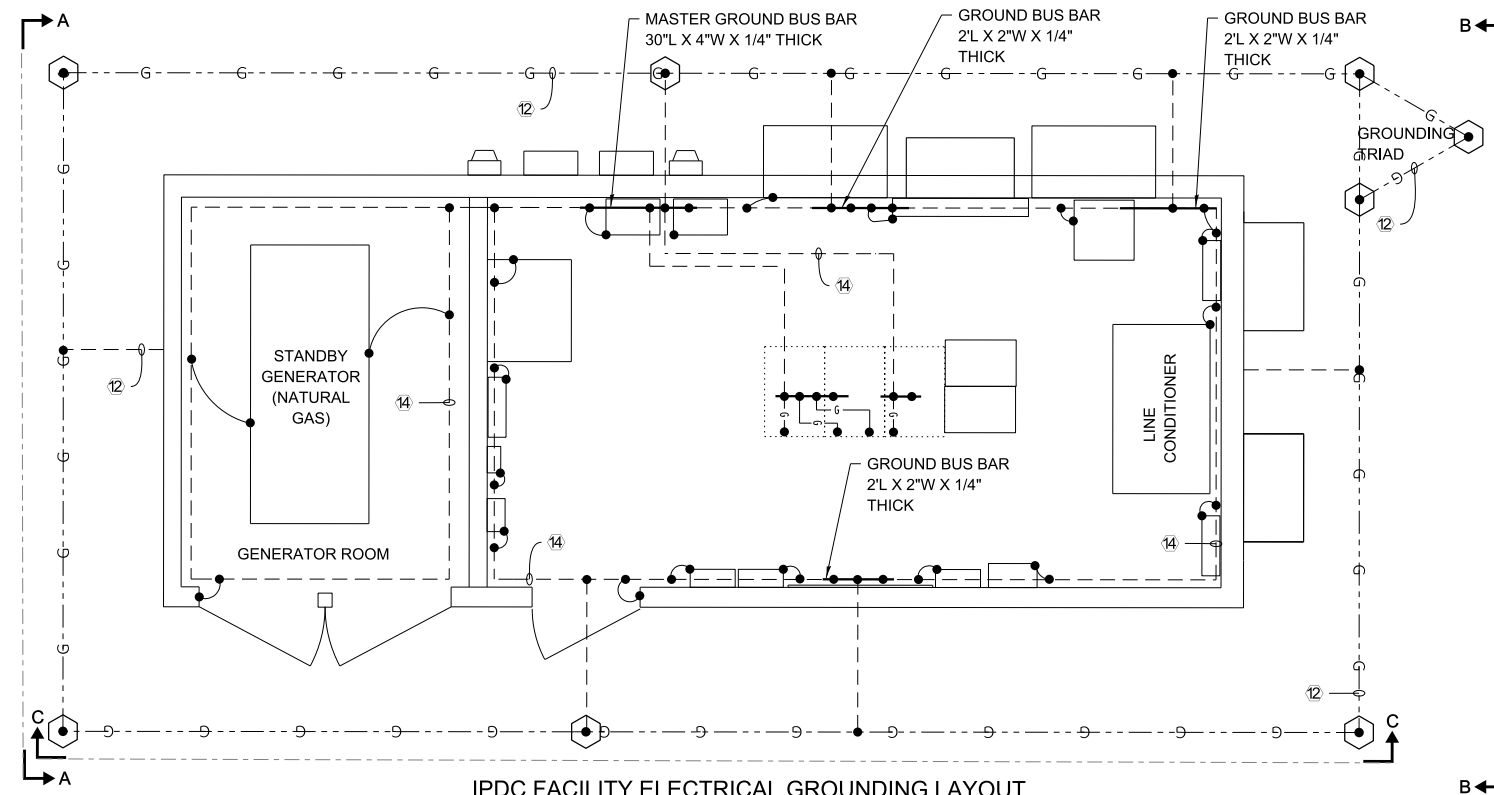 A
MASTER GROUND BUS BAR
30"L X 4"W X 1/4" THICK
GROUND BUS BAR
2'L X 2"W X 1/4"
THICK
GROUND BUS BAR
2'L X 2"W X 1/4"
THICK
B
G G G G G G G G G G G G G
12
G
GROUNDING
TRIAD
G
G
G
12
G
14
G
G
STANDBY
GENERATOR
(NATURAL
GAS)
12
14
G
G
G
G
G
LINE
CONDITIONER
G
G
GROUND BUS BAR
2'L X 2"W X 1/4"
THICK
G
GENERATOR ROOM
14
14
G
G
G
G
12
C
G G G G G G G G G G G G G
C
A
IPDC FACILITY ELECTRICAL GROUNDING LAYOUT
B